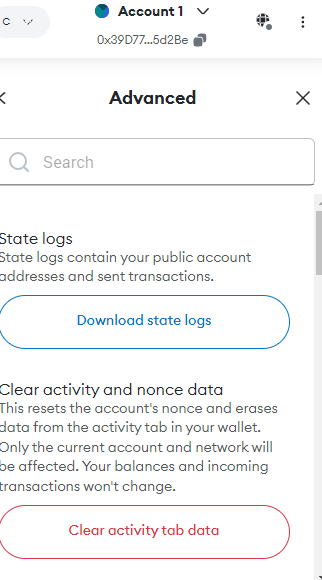 C
Account 1
0x39D77...5d2Be
Advanced
Search
State logs
State logs contain your public account
addresses and sent transactions.
Download state logs
Clear activity and nonce data
This resets the account's nonce and erases
data from the activity tab in your wallet.
Only the current account and network will
be affected. Your balances and incoming
transactions won't change.
Clear activity tab data